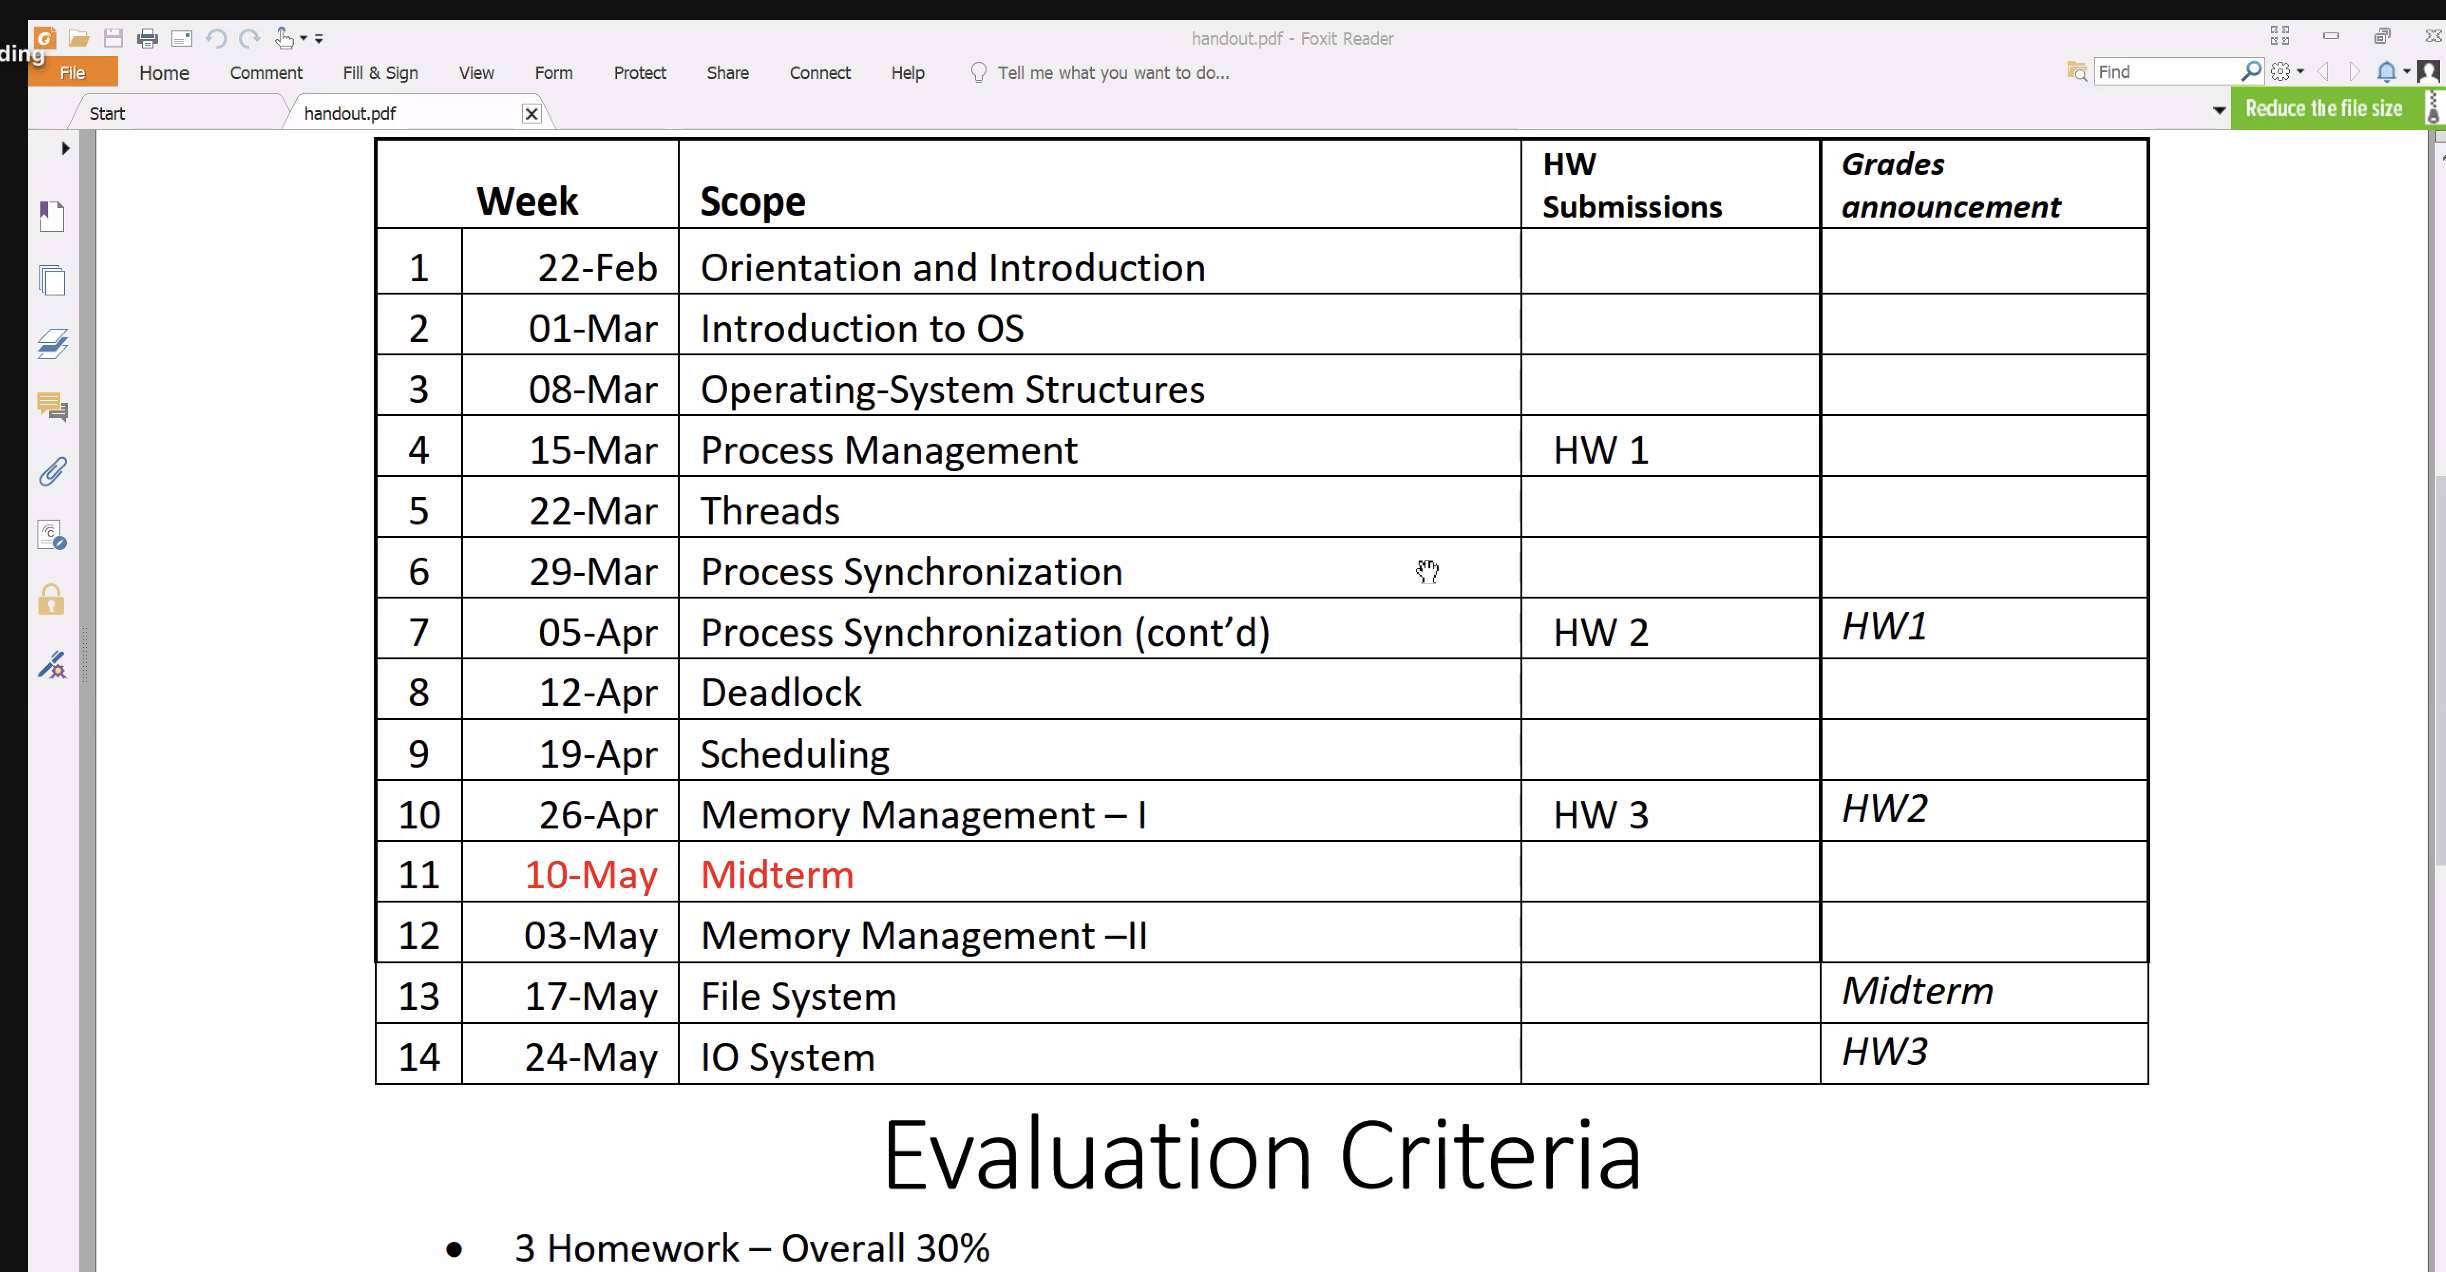 ding
handout.pdf - Foxit Reader
File Home Comment Fill & Sign View Form Protect Share Connect Help Tell me what you want to do... Find
Start handout.pdf Reduce the file size
Week Scope HW Submissions Grades announcement
1 22-Feb Orientation and Introduction
2 01-Mar Introduction to OS
3 08-Mar Operating-System Structures
4 15-Mar Process Management HW 1
5 22-Mar Threads
6 29-Mar Process Synchronization
7 05-Apr Process Synchronization (cont’d) HW 2 HW1
8 12-Apr Deadlock
9 19-Apr Scheduling
10 26-Apr Memory Management – I HW 3 HW2
11 10-May Midterm
12 03-May Memory Management –II
13 17-May File System Midterm
14 24-May IO System HW3
Evaluation Criteria
• 3 Homework – Overall 30%